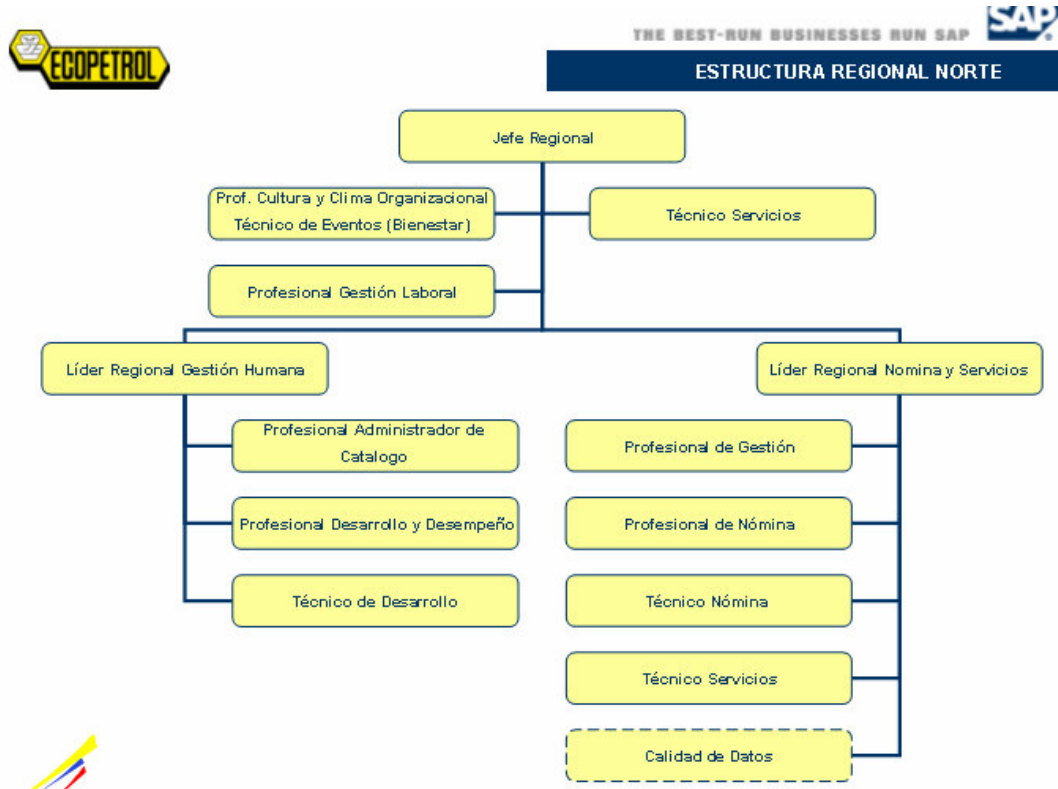 THE BEST-RUN BUSINESSES RUN SAP
SAP
ECOPETROL
ESTRUCTURA REGIONAL NORTE
Jefe Regional
Prof. Cultura y Clima Organizacional
Técnico de Eventos (Bienestar)
Técnico Servicios
Profesional Gestión Laboral
Líder Regional Gestión Humana
Líder Regional Nomina y Servicios
Profesional Administrador de
Catalogo
Profesional Desarrollo y Desempeño
Técnico de Desarrollo
Profesional de Gestión
Profesional de Nómina
Técnico Nómina
Técnico Servicios
Calidad de Datos